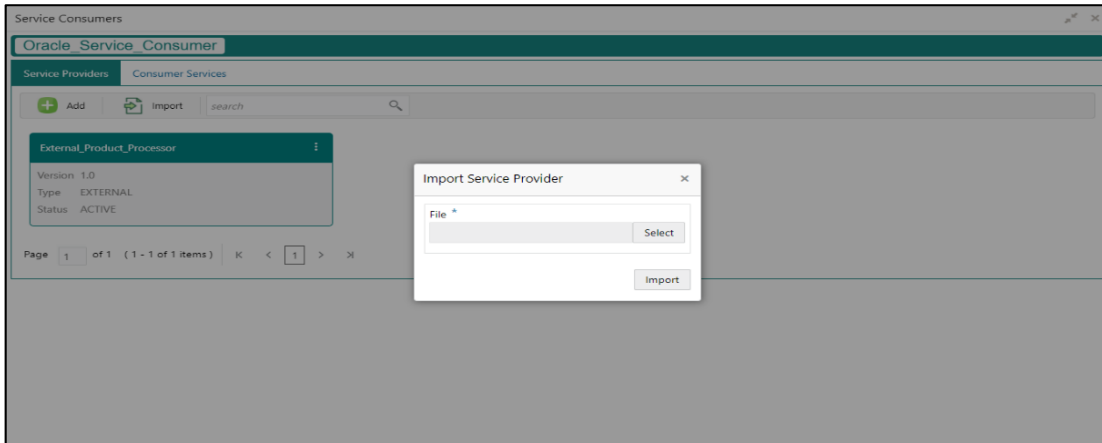 Service Consumers
Oracle_Service_Consumer
Service Providers Consumer Services
Add Import search
External_Product_Processor
Version 1.0
Type EXTERNAL
Status ACTIVE
Page 1 of 1 (1 - 1 of 1 items) 1
Import Service Provider
File *
Select
Import